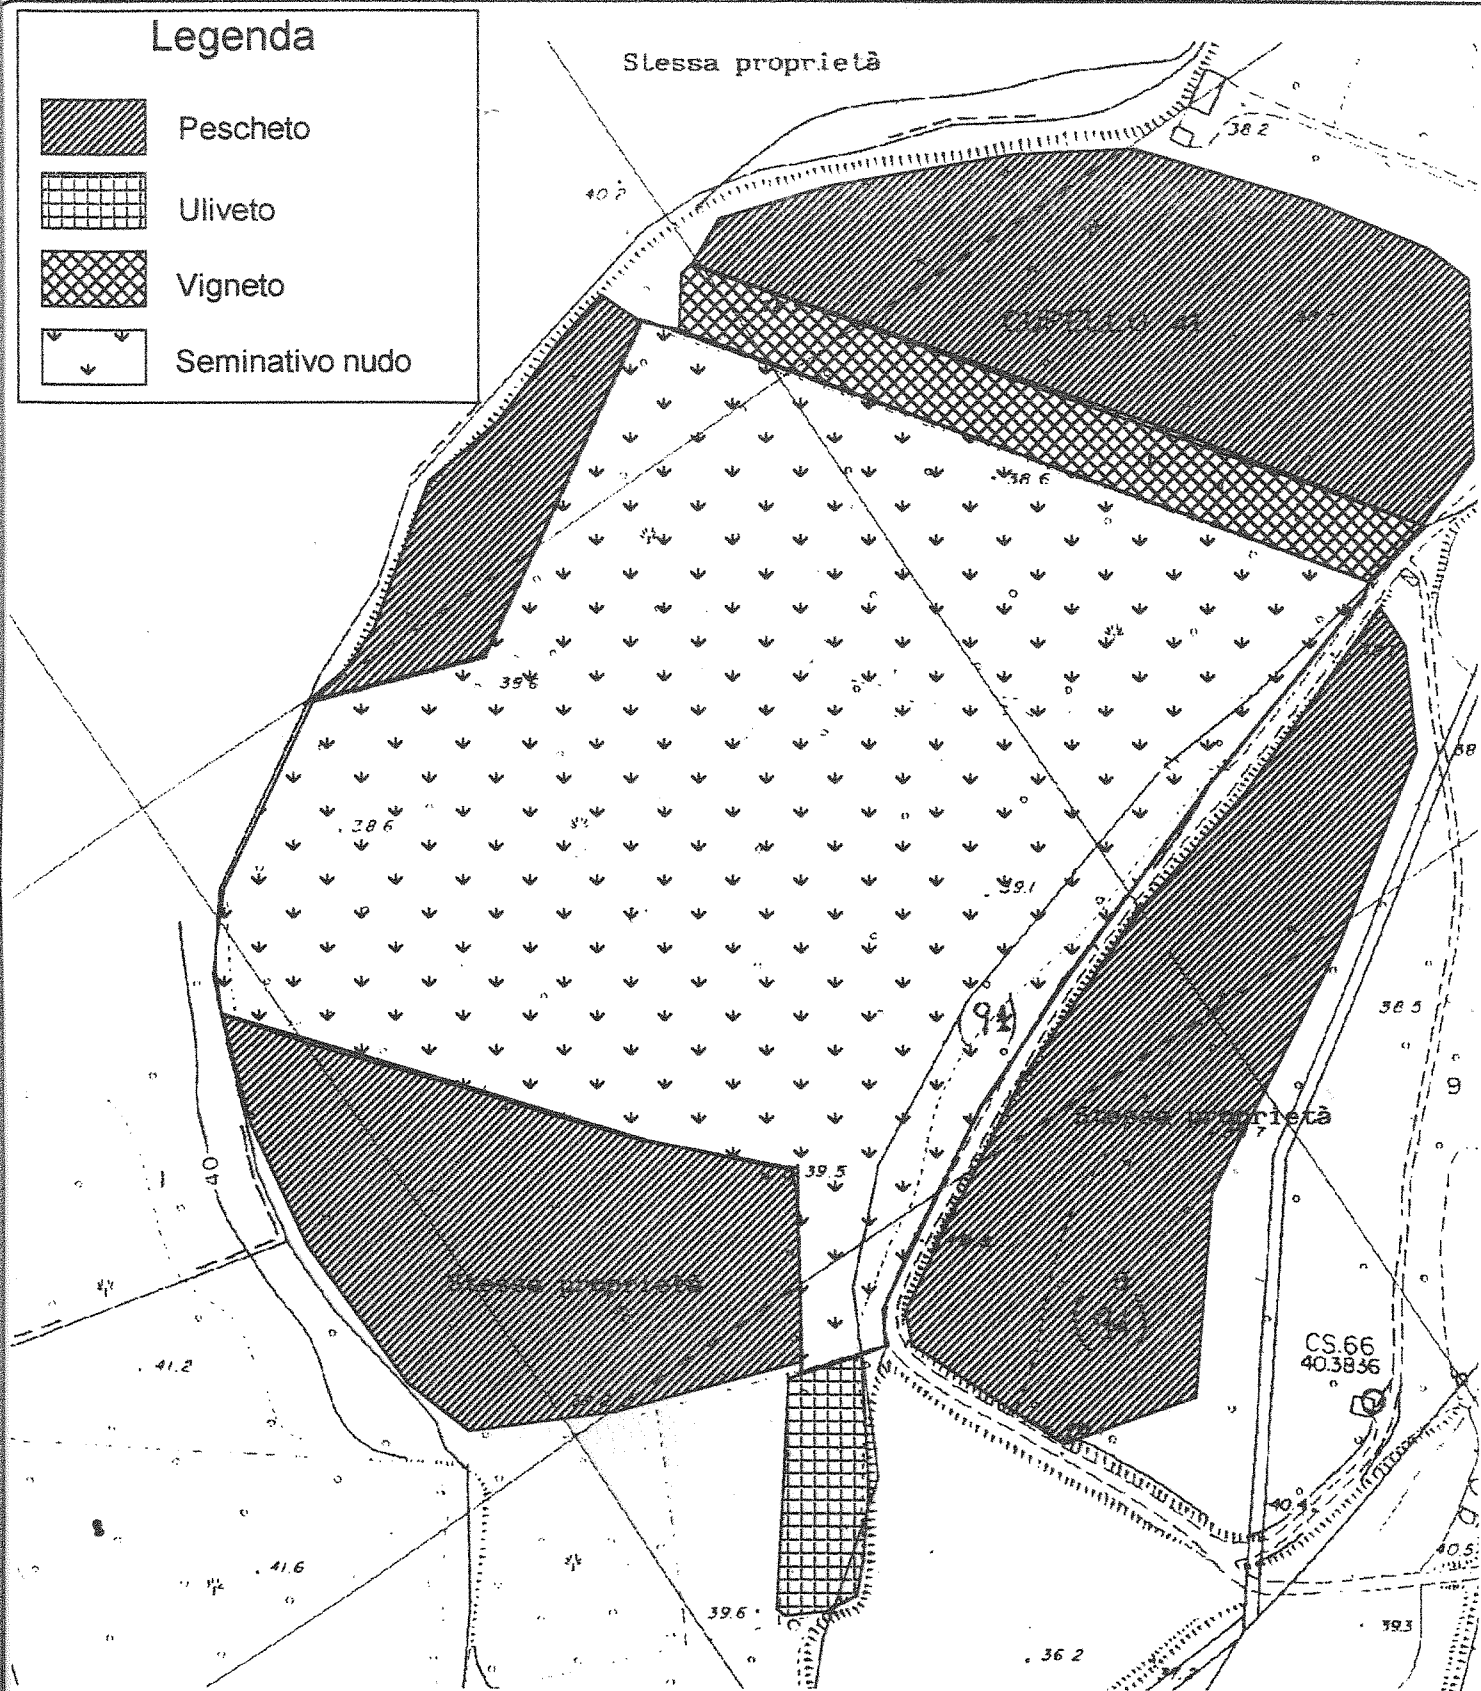 Legenda
Pescheto
Uliveto
Vigneto
Seminativo nudo
Stessa proprietà
38 2
40 2
38 6
39 6
38 6
39.1
38
38.5
9
Stessa proprietà
39.5
40
Stessa proprietà
CS.66
40.3836
41.2
40.4
40.5
41.6
39.6
39.3
36 2